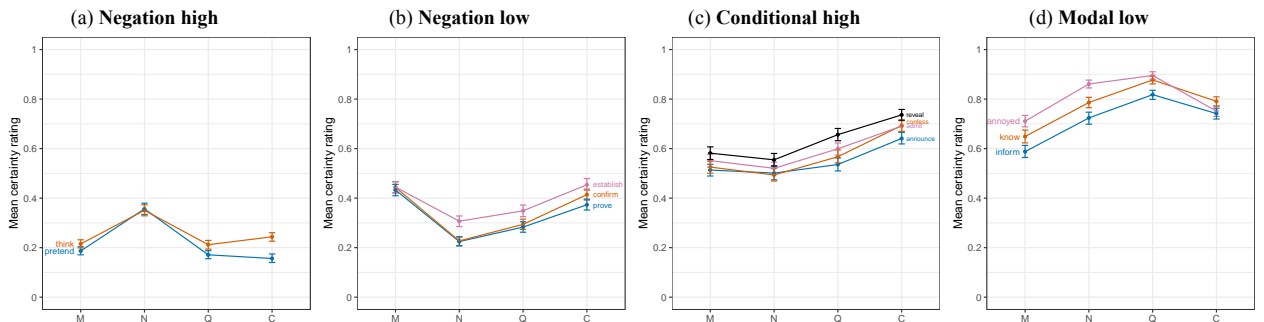 (a) Negation high
Mean certainty rating
1
0.8
0.6
0.4
0.2
0
think
pretend
M N Q C
(b) Negation low
Mean certainty rating
1
0.8
0.6
0.4
0.2
0
establish
confirm
prove
M N Q C
(c) Conditional high
Mean certainty rating
1
0.8
0.6
0.4
0.2
0
reveal
confess
announce
M N Q C
(d) Modal low
Mean certainty rating
1
0.8
0.6
0.4
0.2
0
annoyed
know
inform
M N Q C